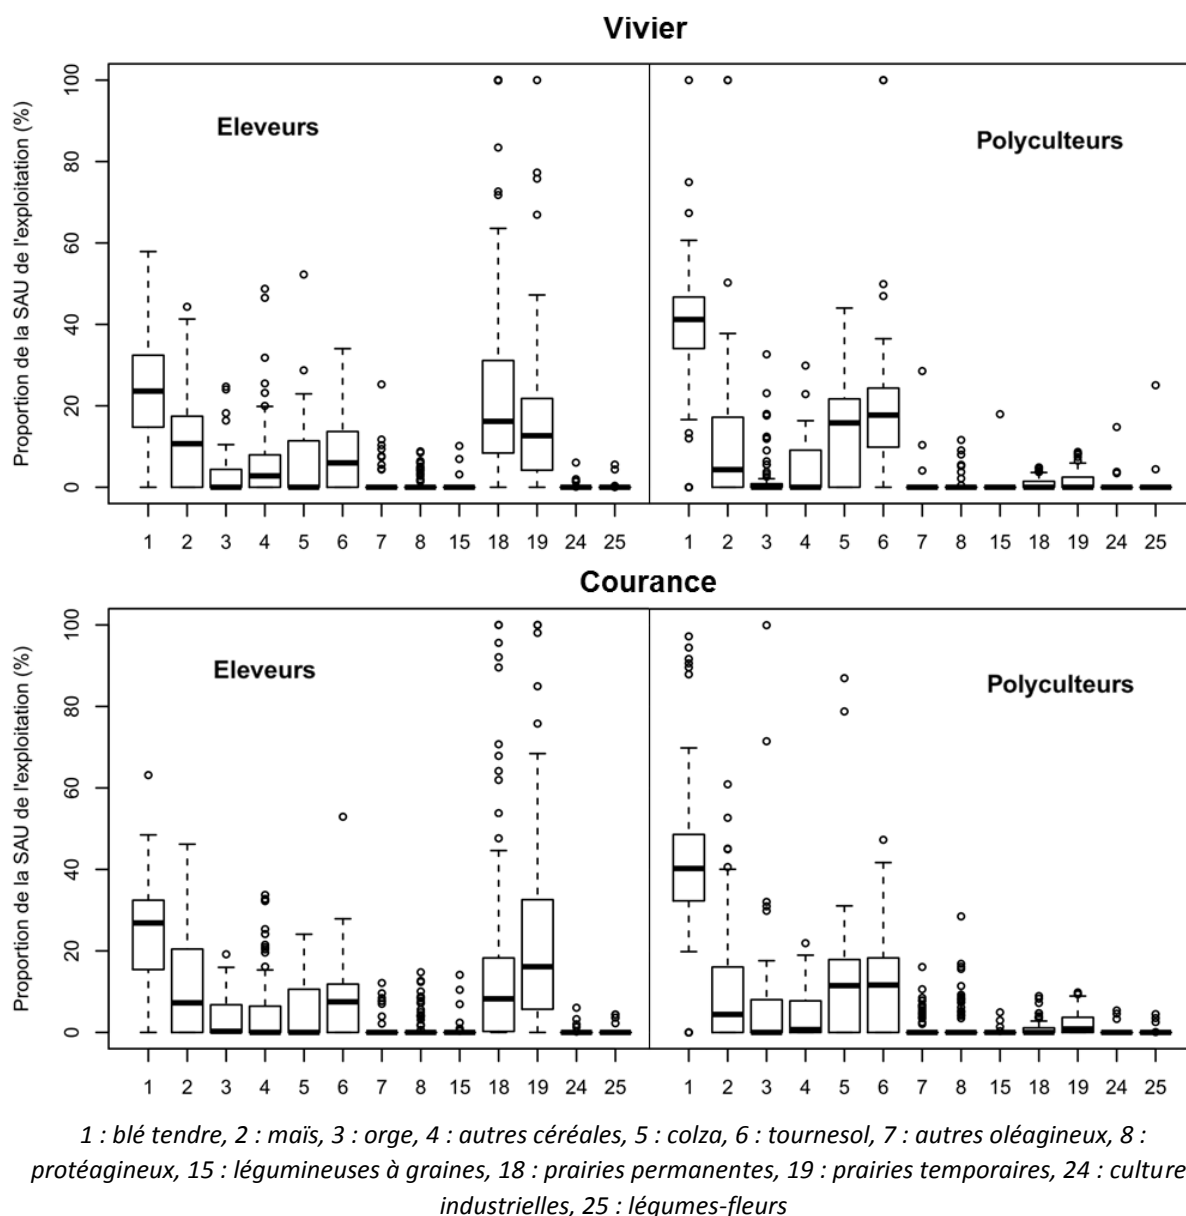 Vivier
Proportion de la SAU de l'exploitation (%)
100
80
60
40
20
0
Eleveurs
Polyculteurs
1 2 3 4 5 6 7 8 15 18 19 24 25 1 2 3 4 5 6 7 8 15 18 19 24 25
Courance
Proportion de la SAU de l'exploitation (%)
100
80
60
40
20
0
Eleveurs
Polyculteurs
1 2 3 4 5 6 7 8 15 18 19 24 25 1 2 3 4 5 6 7 8 15 18 19 24 25
1 : blé tendre, 2 : maïs, 3 : orge, 4 : autres céréales, 5 : colza, 6 : tournesol, 7 : autres oléagineux, 8 :
protéagineux, 15 : légumineuses à graines, 18 : prairies permanentes, 19 : prairies temporaires, 24 : culture
industrielles, 25 : légumes-fleurs